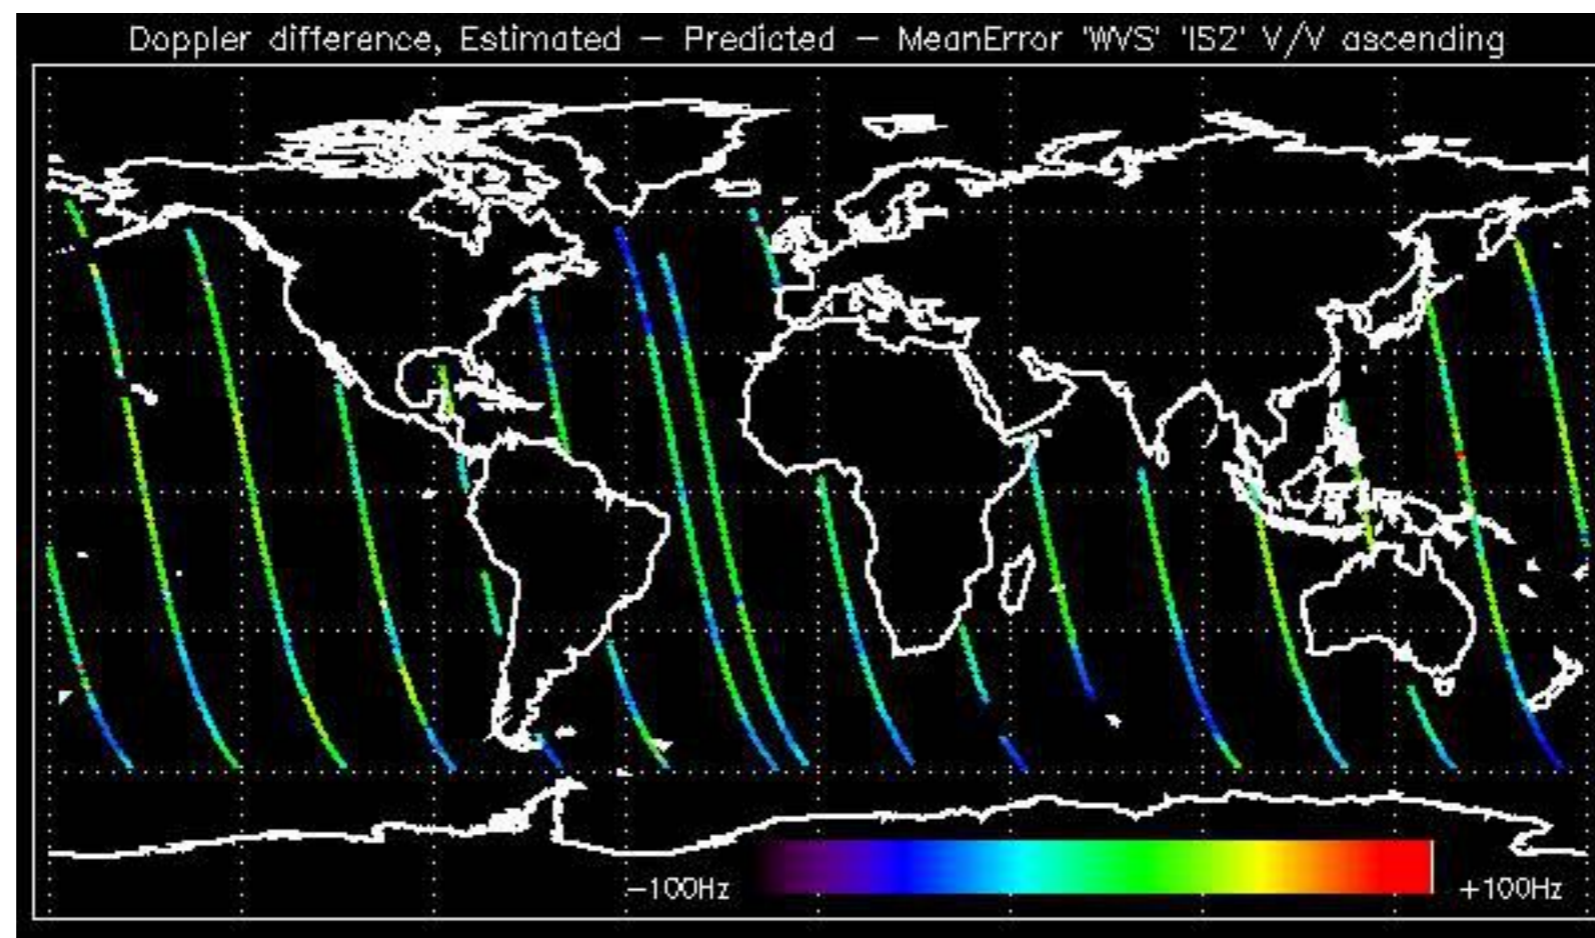 Doppler difference, Estimated – Predicted – MeanError 'WVS' 'IS2' V/V ascending
–100Hz
+100Hz